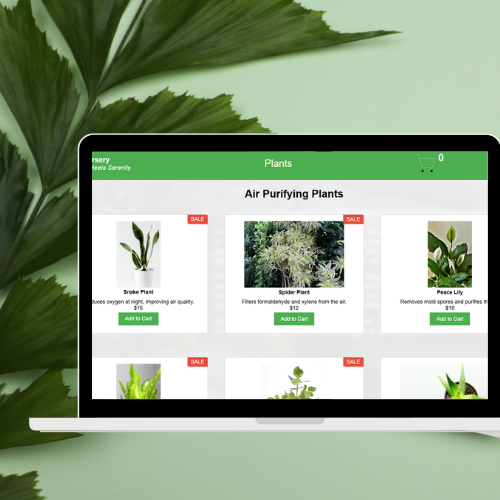 rsery
Meets Serenity
Plants
0
Air Purifying Plants
SALE
SALE
Snake Plant
Spider Plant
Peace Lily
duces oxygen at night, improving air quality.
Filters formaldehyde and xylene from the air.
Removes mold spores and purifies th
$15
$12
$18
Add to Cart
Add to Cart
Add to Cart
SALE
SALE